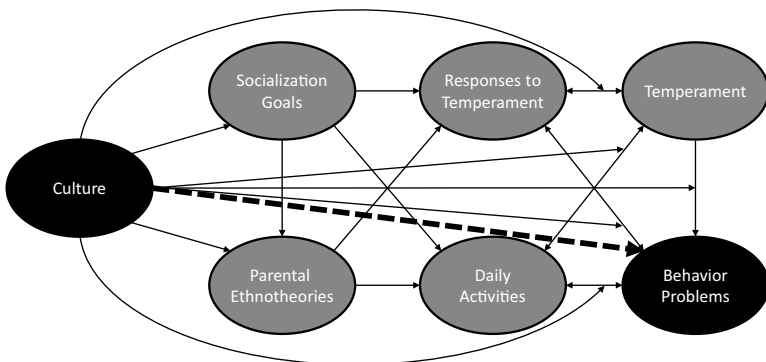 Socialization
Goals
Responses to
Temperament
Temperament
Culture
Parental
Ethnotheories
Daily
Activities
Behavior
Problems